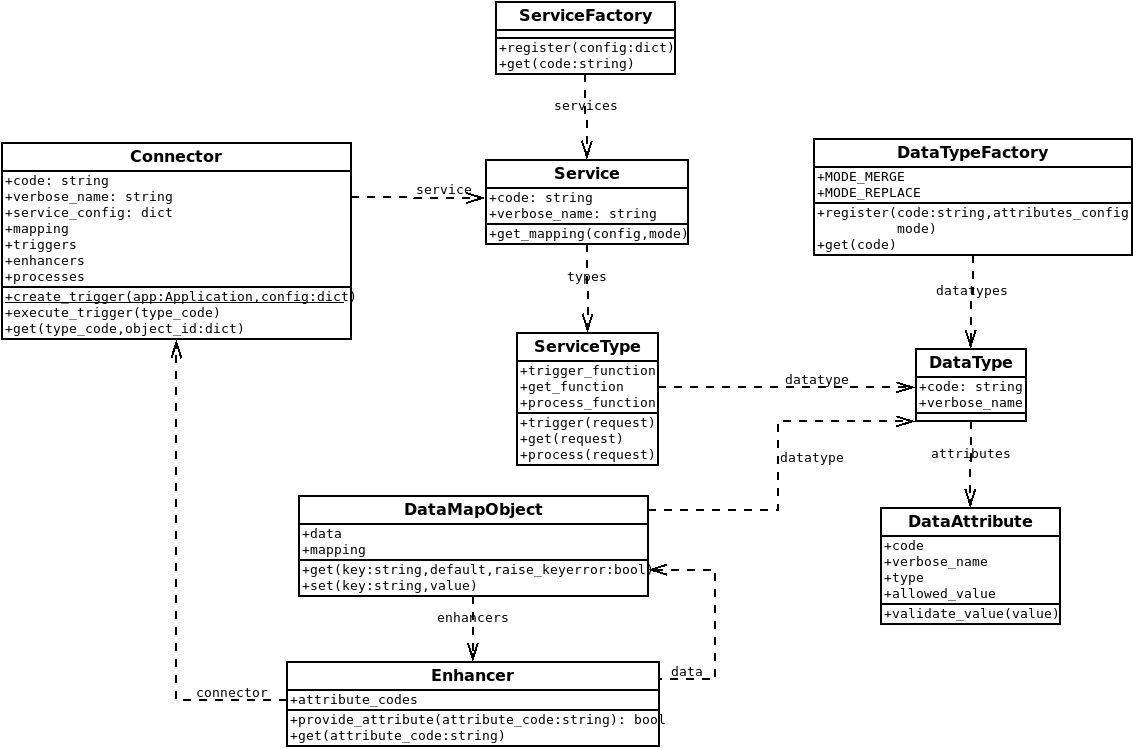 ServiceFactory
+register(config:dict)
+get(code:string)
services
Connector
+code: string
+verbose_name: string
+service_config: dict
+mapping
+triggers
+enhancers
+processes
+create_trigger(app:Application,config:dict)
+execute_trigger(type_code)
+get(type_code,object_id:dict)
service
Service
+code: string
+verbose_name: string
+get_mapping(config,mode)
types
DataTypeFactory
+MODE_MERGE
+MODE_REPLACE
+register(code:string,attributes_config
mode)
+get(code)
datatypes
ServiceType
+trigger_function
+get_function
+process_function
+trigger(request)
+get(request)
+process(request)
datatype
DataType
+code: string
+verbose_name
datatype
attributes
DataMapObject
+data
+mapping
+get(key:string,default,raise_keyerror:bool)
+set(key:string,value)
enhancers
DataAttribute
+code
+verbose_name
+type
+allowed_value
+validate_value(value)
data
connector
Enhancer
+attribute_codes
+provide_attribute(attribute_code:string): bool
+get(attribute_code:string)